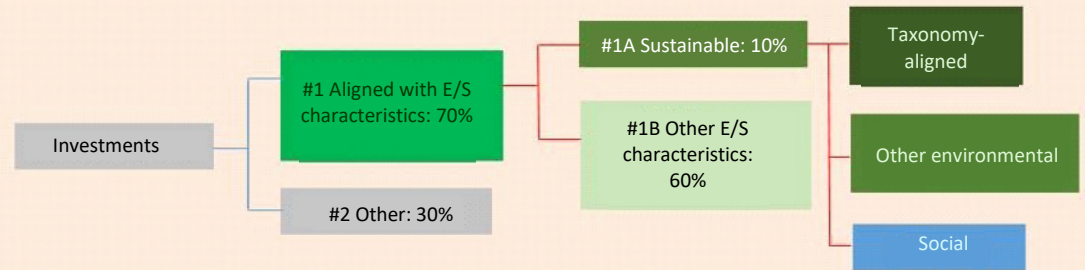 Investments
#1 Aligned with E/S
characteristics: 70%
#2 Other: 30%
#1A Sustainable: 10%
#1B Other E/S
characteristics:
60%
Taxonomy-
aligned
Other environmental
Social